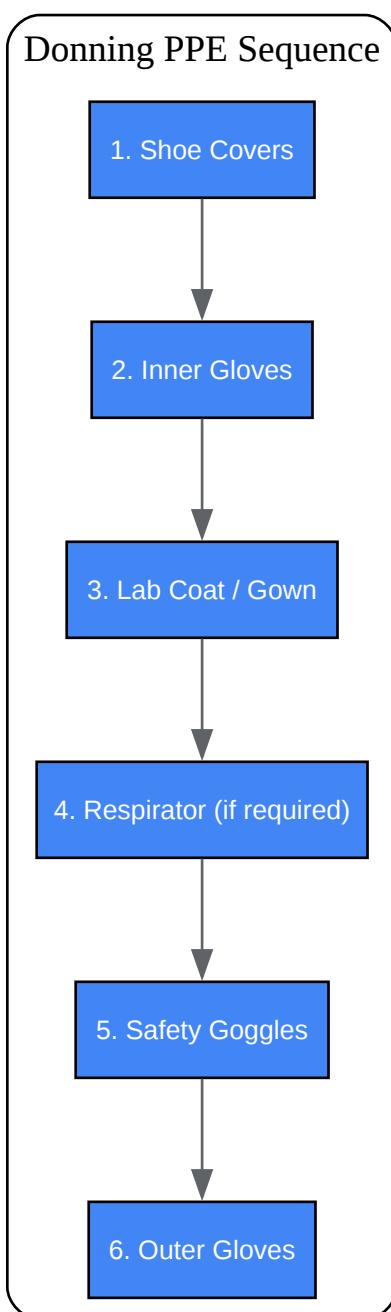 Donning PPE Sequence
1. Shoe Covers
2. Inner Gloves
3. Lab Coat / Gown
4. Respirator (if required)
5. Safety Goggles
6. Outer Gloves